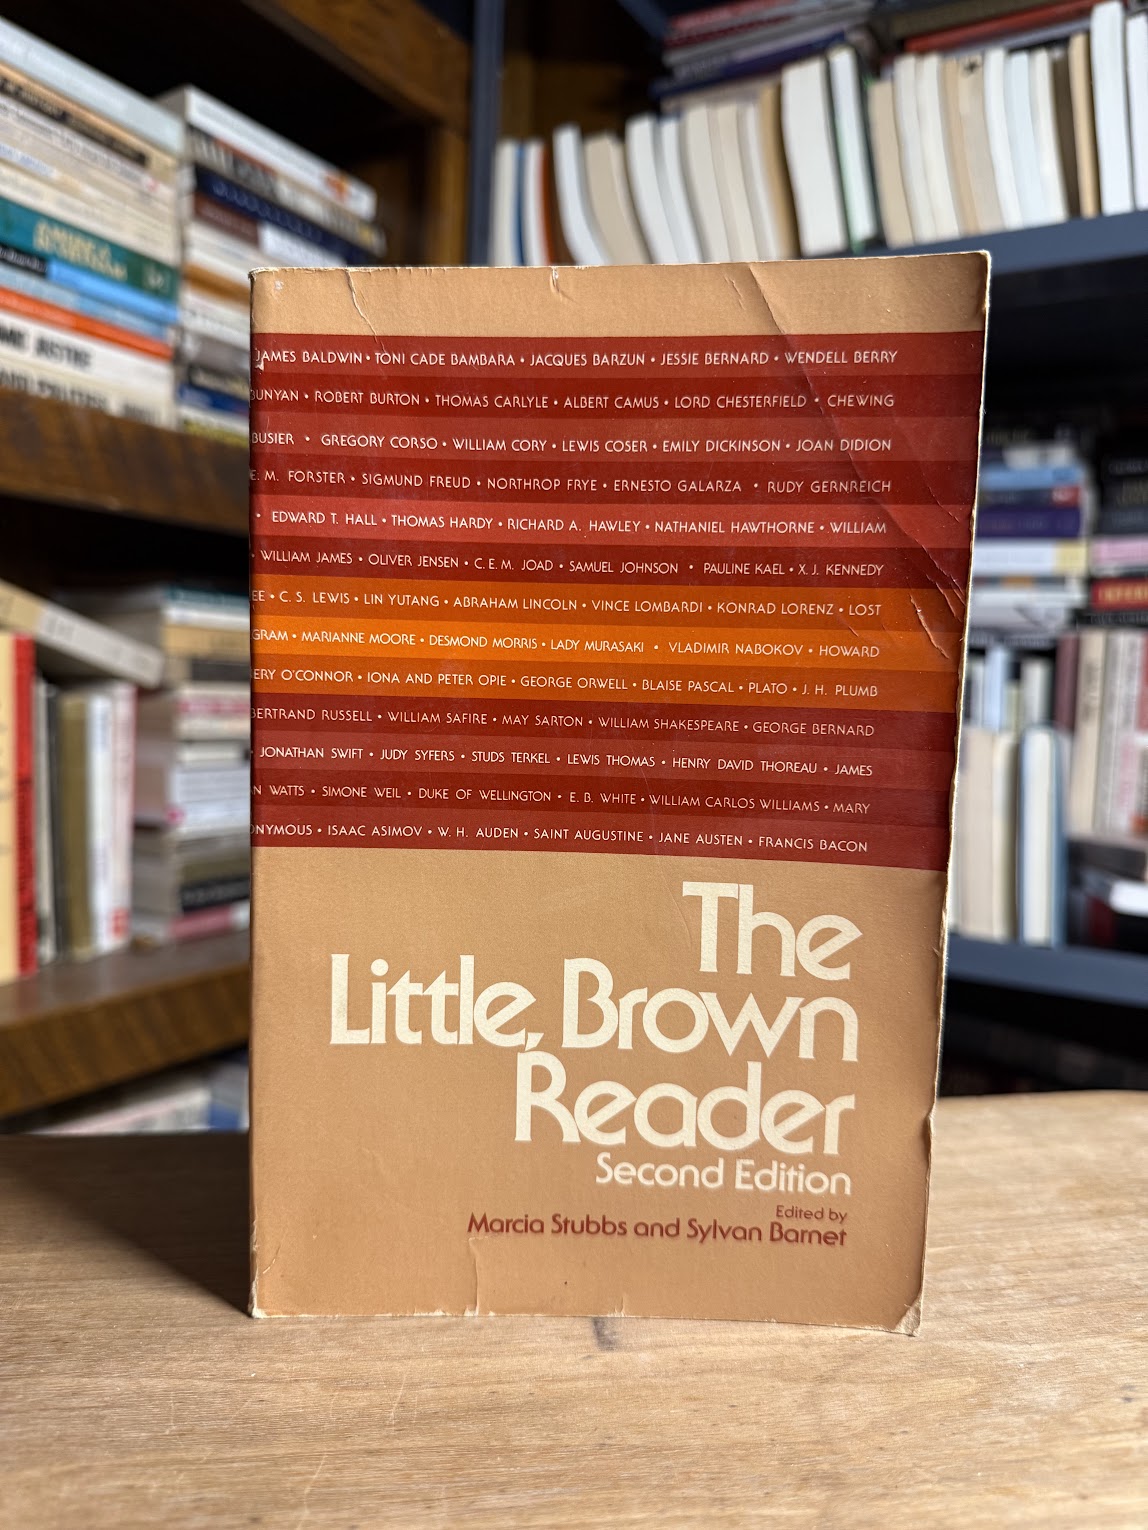 JAMES BALDWIN • TONI CADE BAMBARA • JACQUES BARZUN • JESSIE BERNARD • WENDELL BERRY
BUNYAN • ROBERT BURTON • THOMAS CARLYLE • ALBERT CAMUS • LORD CHESTERFIELD • CHEWING
BUSIER • GREGORY CORSO • WILLIAM CORY • LEWIS COSER • EMILY DICKINSON • JOAN DIDION
E. M. FORSTER • SIGMUND FREUD • NORTHROP FRYE • ERNESTO GALARZA • RUDY GERNREICH
• EDWARD T. HALL • THOMAS HARDY • RICHARD A. HAWLEY • NATHANIEL HAWTHORNE • WILLIAM
• WILLIAM JAMES • OLIVER JENSEN • C. E. M. JOAD • SAMUEL JOHNSON • PAULINE KAEL • X. J. KENNEDY
EE • C. S. LEWIS • LIN YUTANG • ABRAHAM LINCOLN • VINCE LOMBARDI • KONRAD LORENZ • LOST
GRAM • MARIANNE MOORE • DESMOND MORRIS • LADY MURASAKI • VLADIMIR NABOKOV • HOWARD
ERY O'CONNOR • IONA AND PETER OPIE • GEORGE ORWELL • BLAISE PASCAL • PLATO • J. H. PLUMB
BERTRAND RUSSELL • WILLIAM SAFIRE • MAY SARTON • WILLIAM SHAKESPEARE • GEORGE BERNARD
• JONATHAN SWIFT • JUDY SYFERS • STUDS TERKEL • LEWIS THOMAS • HENRY DAVID THOREAU • JAMES
N WATTS • SIMONE WEIL • DUKE OF WELLINGTON • E. B. WHITE • WILLIAM CARLOS WILLIAMS • MARY
ONYMOUS • ISAAC ASIMOV • W. H. AUDEN • SAINT AUGUSTINE • JANE AUSTEN • FRANCIS BACON
The
Little, Brown
Reader
Second Edition
Edited by
Marcia Stubbs and Sylvan Barnet